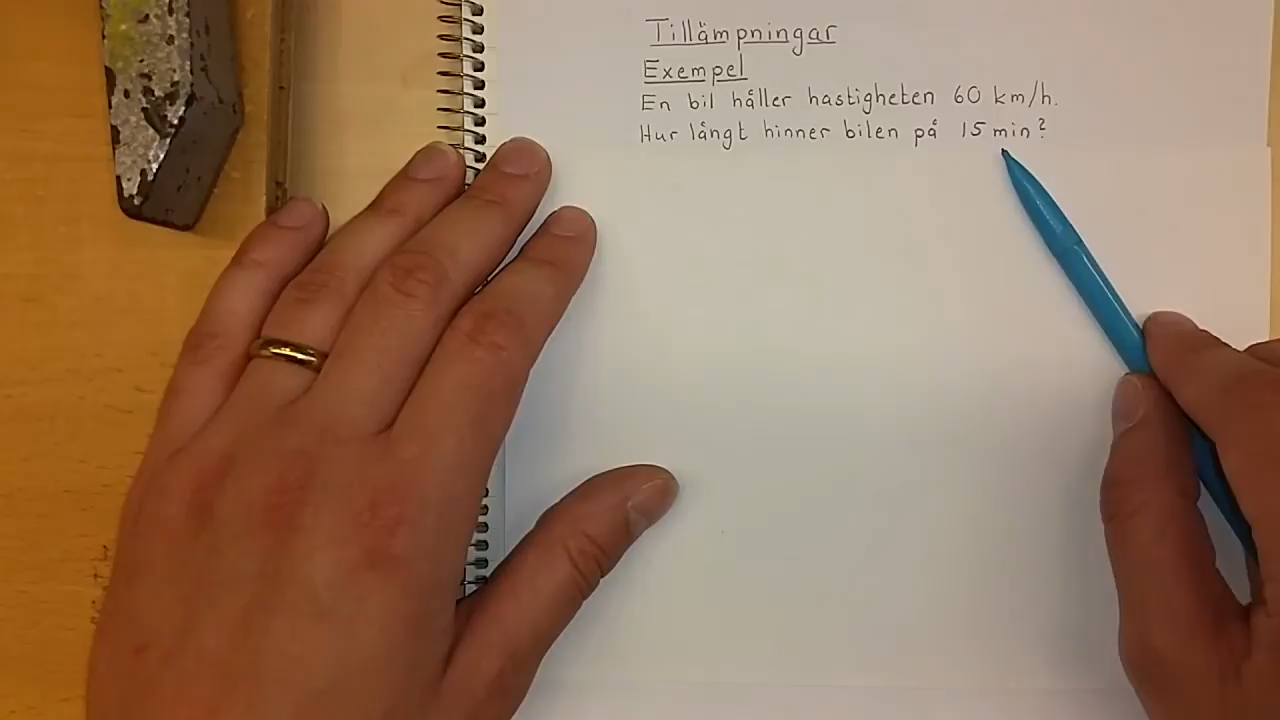 Tillämpningar
Exempel
En bil håller hastigheten 60 km/h.
Hur långt hinner bilen på 15 min?